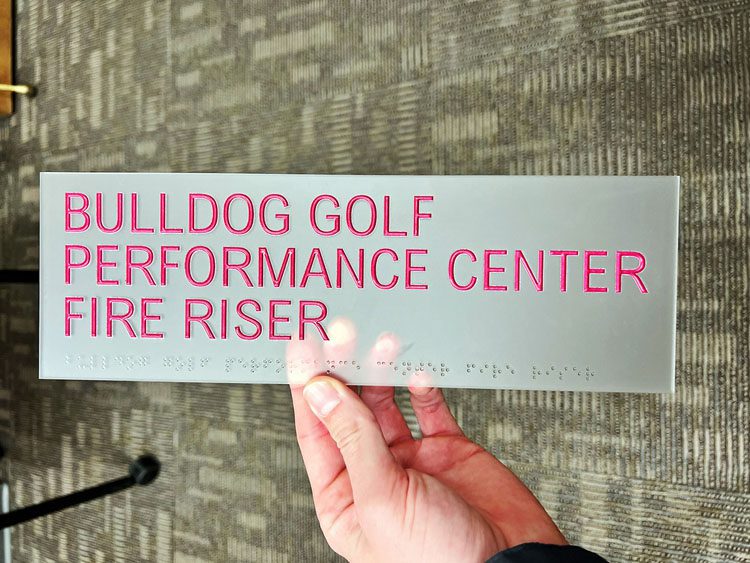 BULLDOG GOLF
PERFORMANCE CENTER
FIRE RISER